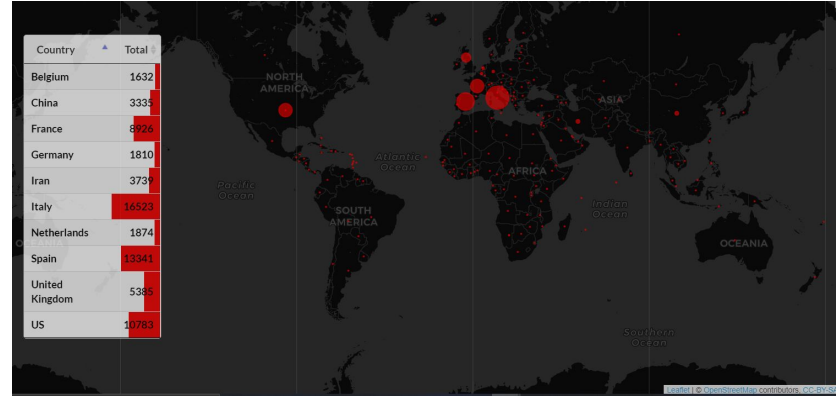 Country Total
Belgium 1632
China 3335
France 8926
Germany 1810
Iran 3739
Italy 16523
Netherlands 1874
Spain 13341
United
Kingdom 5385
US 10783
NORTH
AMERICA
Atlantic
Ocean
Pacific
Ocean
SOUTH
AMERICA
AFRICA
ASIA
Indian
Ocean
OCEANIA
Southern
Ocean
Leaflet | © OpenStreetMap contributors, CC-BY-SA